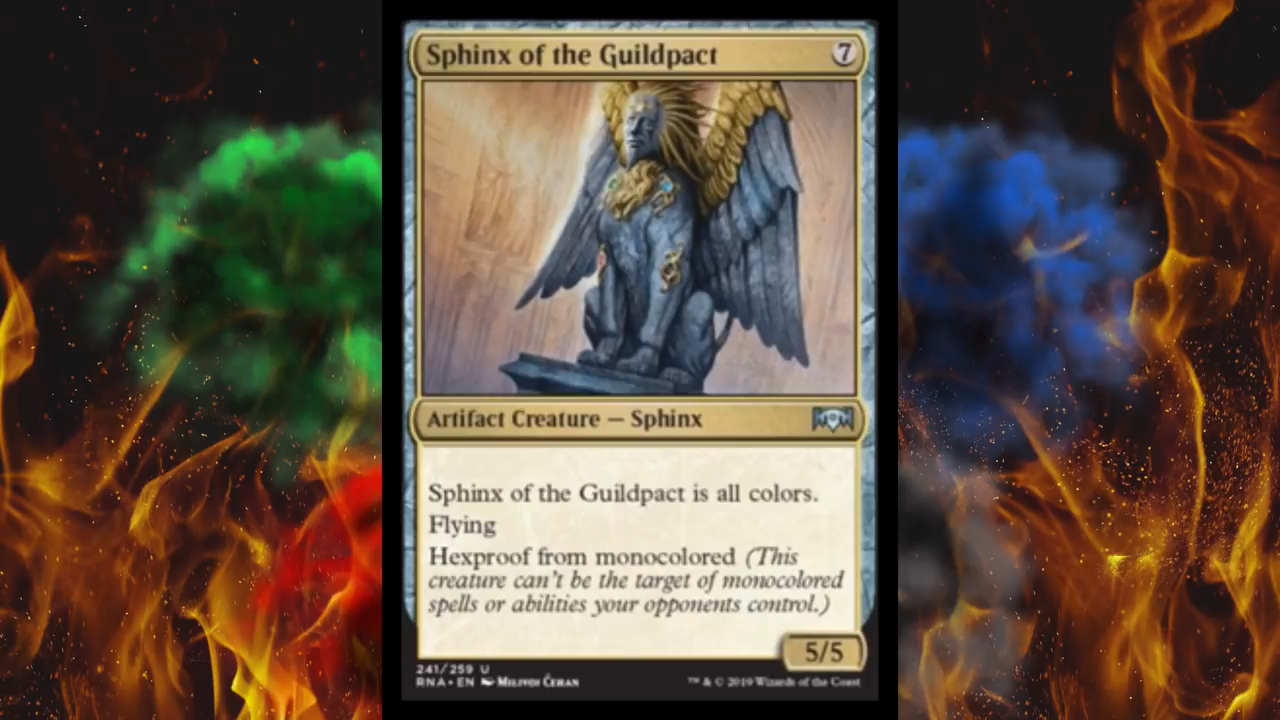 Sphinx of the Guildpact 7
Artifact Creature — Sphinx
Sphinx of the Guildpact is all colors.
Flying
Hexproof from monocolored (This
creature can't be the target of monocolored
spells or abilities your opponents control.)
5/5
241/259 U
RNA • EN Milivoj Ćeran
™ & © 2019 Wizards of the Coast